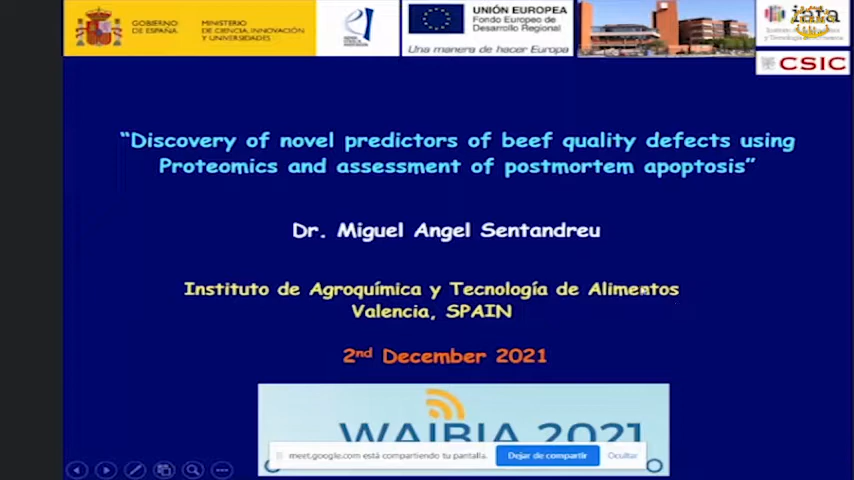 GOBIERNO
DE ESPAÑA
MINISTERIO
DE CIENCIA, INNOVACIÓN
Y UNIVERSIDADES
UNIÓN EUROPEA
Fondo Europeo de
Desarrollo Regional
Una manera de hacer Europa
iata
CSIC
“Discovery of novel predictors of beef quality defects using
Proteomics and assessment of postmortem apoptosis”
Dr. Miguel Angel Sentandreu
Instituto de Agroquímica y Tecnología de Alimentos
Valencia, SPAIN
2nd December 2021
WAIBIA 2021
meet.google.com está compartiendo tu pantalla.
Dejar de compartir
Ocultar